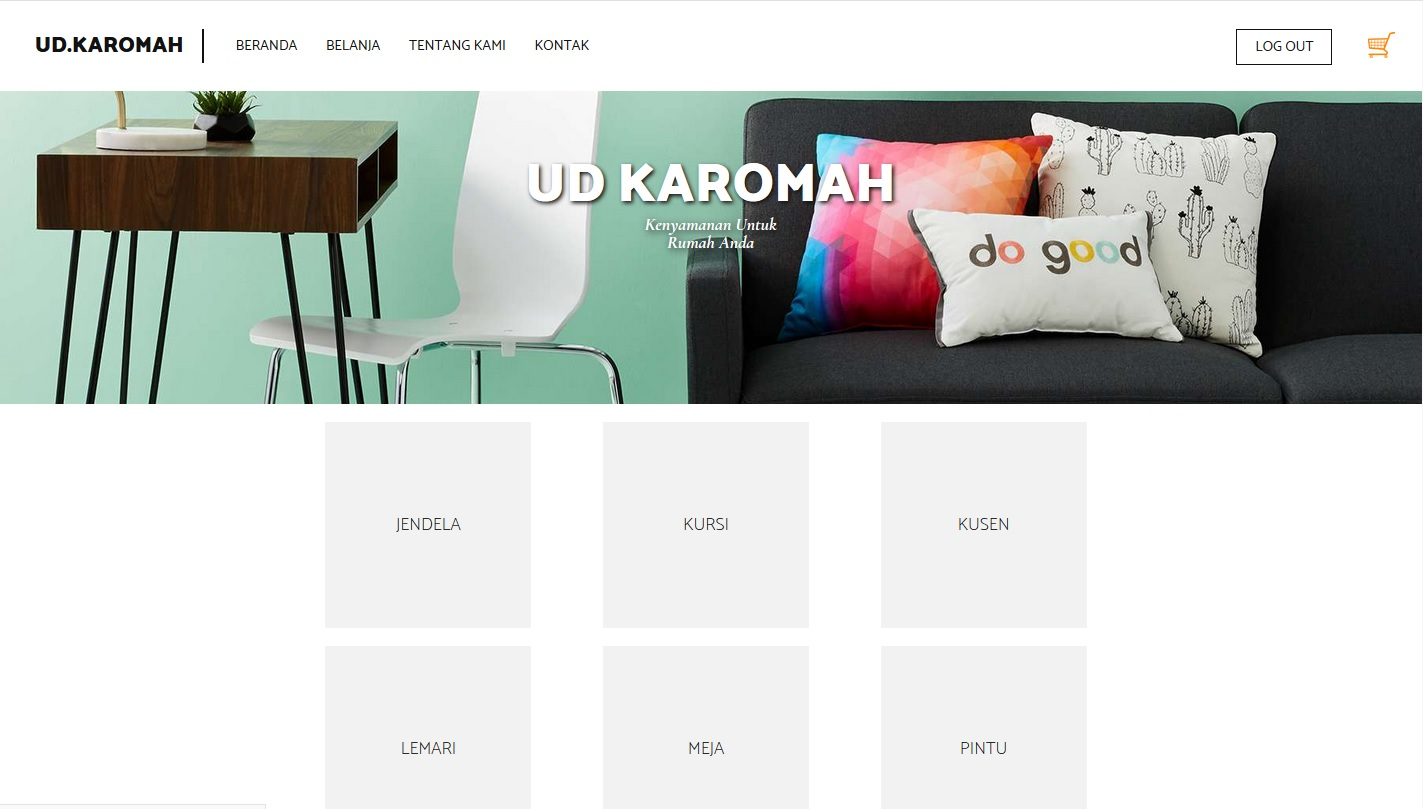 UD.KAROMAH
BERANDA
BELANJA
TENTANG KAMI
KONTAK
LOG OUT
UD KAROMAH
Kenyamanan Untuk
Rumah Anda
do good
JENDELA
KURSI
KUSEN
LEMARI
MEJA
PINTU